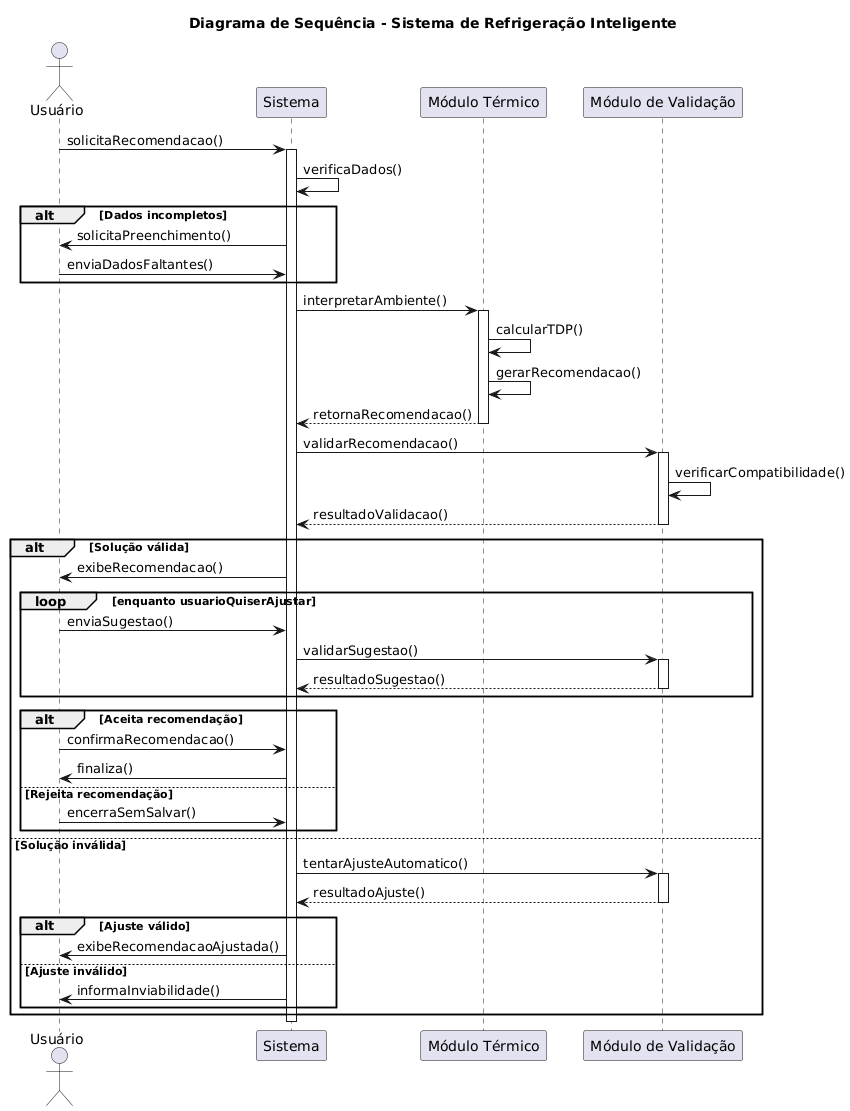 Diagrama de Sequência - Sistema de Refrigeração Inteligente
Usuário
Sistema
Módulo Térmico
Módulo de Validação
solicitaRecomendacao()
verificaDados()
alt [Dados incompletos]
solicitaPreenchimento()
enviaDadosFaltantes()
interpretarAmbiente()
calcularTDP()
gerarRecomendacao()
retornaRecomendacao()
validarRecomendacao()
verificarCompatibilidade()
resultadoValidacao()
alt [Solução válida]
exibeRecomendacao()
loop [enquanto usuarioQuiserAjustar]
enviaSugestao()
validarSugestao()
resultadoSugestao()
alt [Aceita recomendação]
confirmaRecomendacao()
finaliza()
[Rejeita recomendação]
encerraSemSalvar()
[Solução inválida]
tentarAjusteAutomatico()
resultadoAjuste()
alt [Ajuste válido]
exibeRecomendacaoAjustada()
[Ajuste inválido]
informaInviabilidade()
Usuário
Sistema
Módulo Térmico
Módulo de Validação